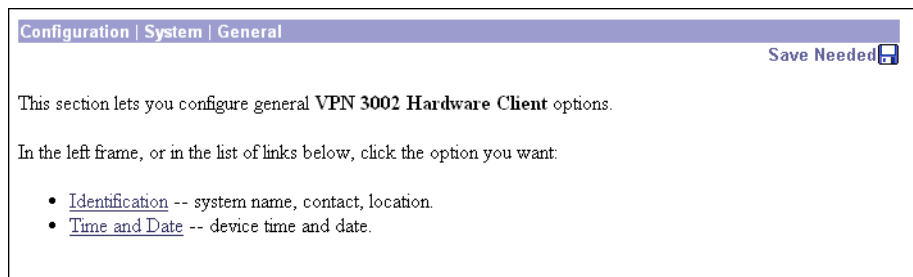 Configuration | System | General
Save Needed
This section lets you configure general VPN 3002 Hardware Client options.
In the left frame, or in the list of links below, click the option you want:
• Identification -- system name, contact, location.
• Time and Date -- device time and date.